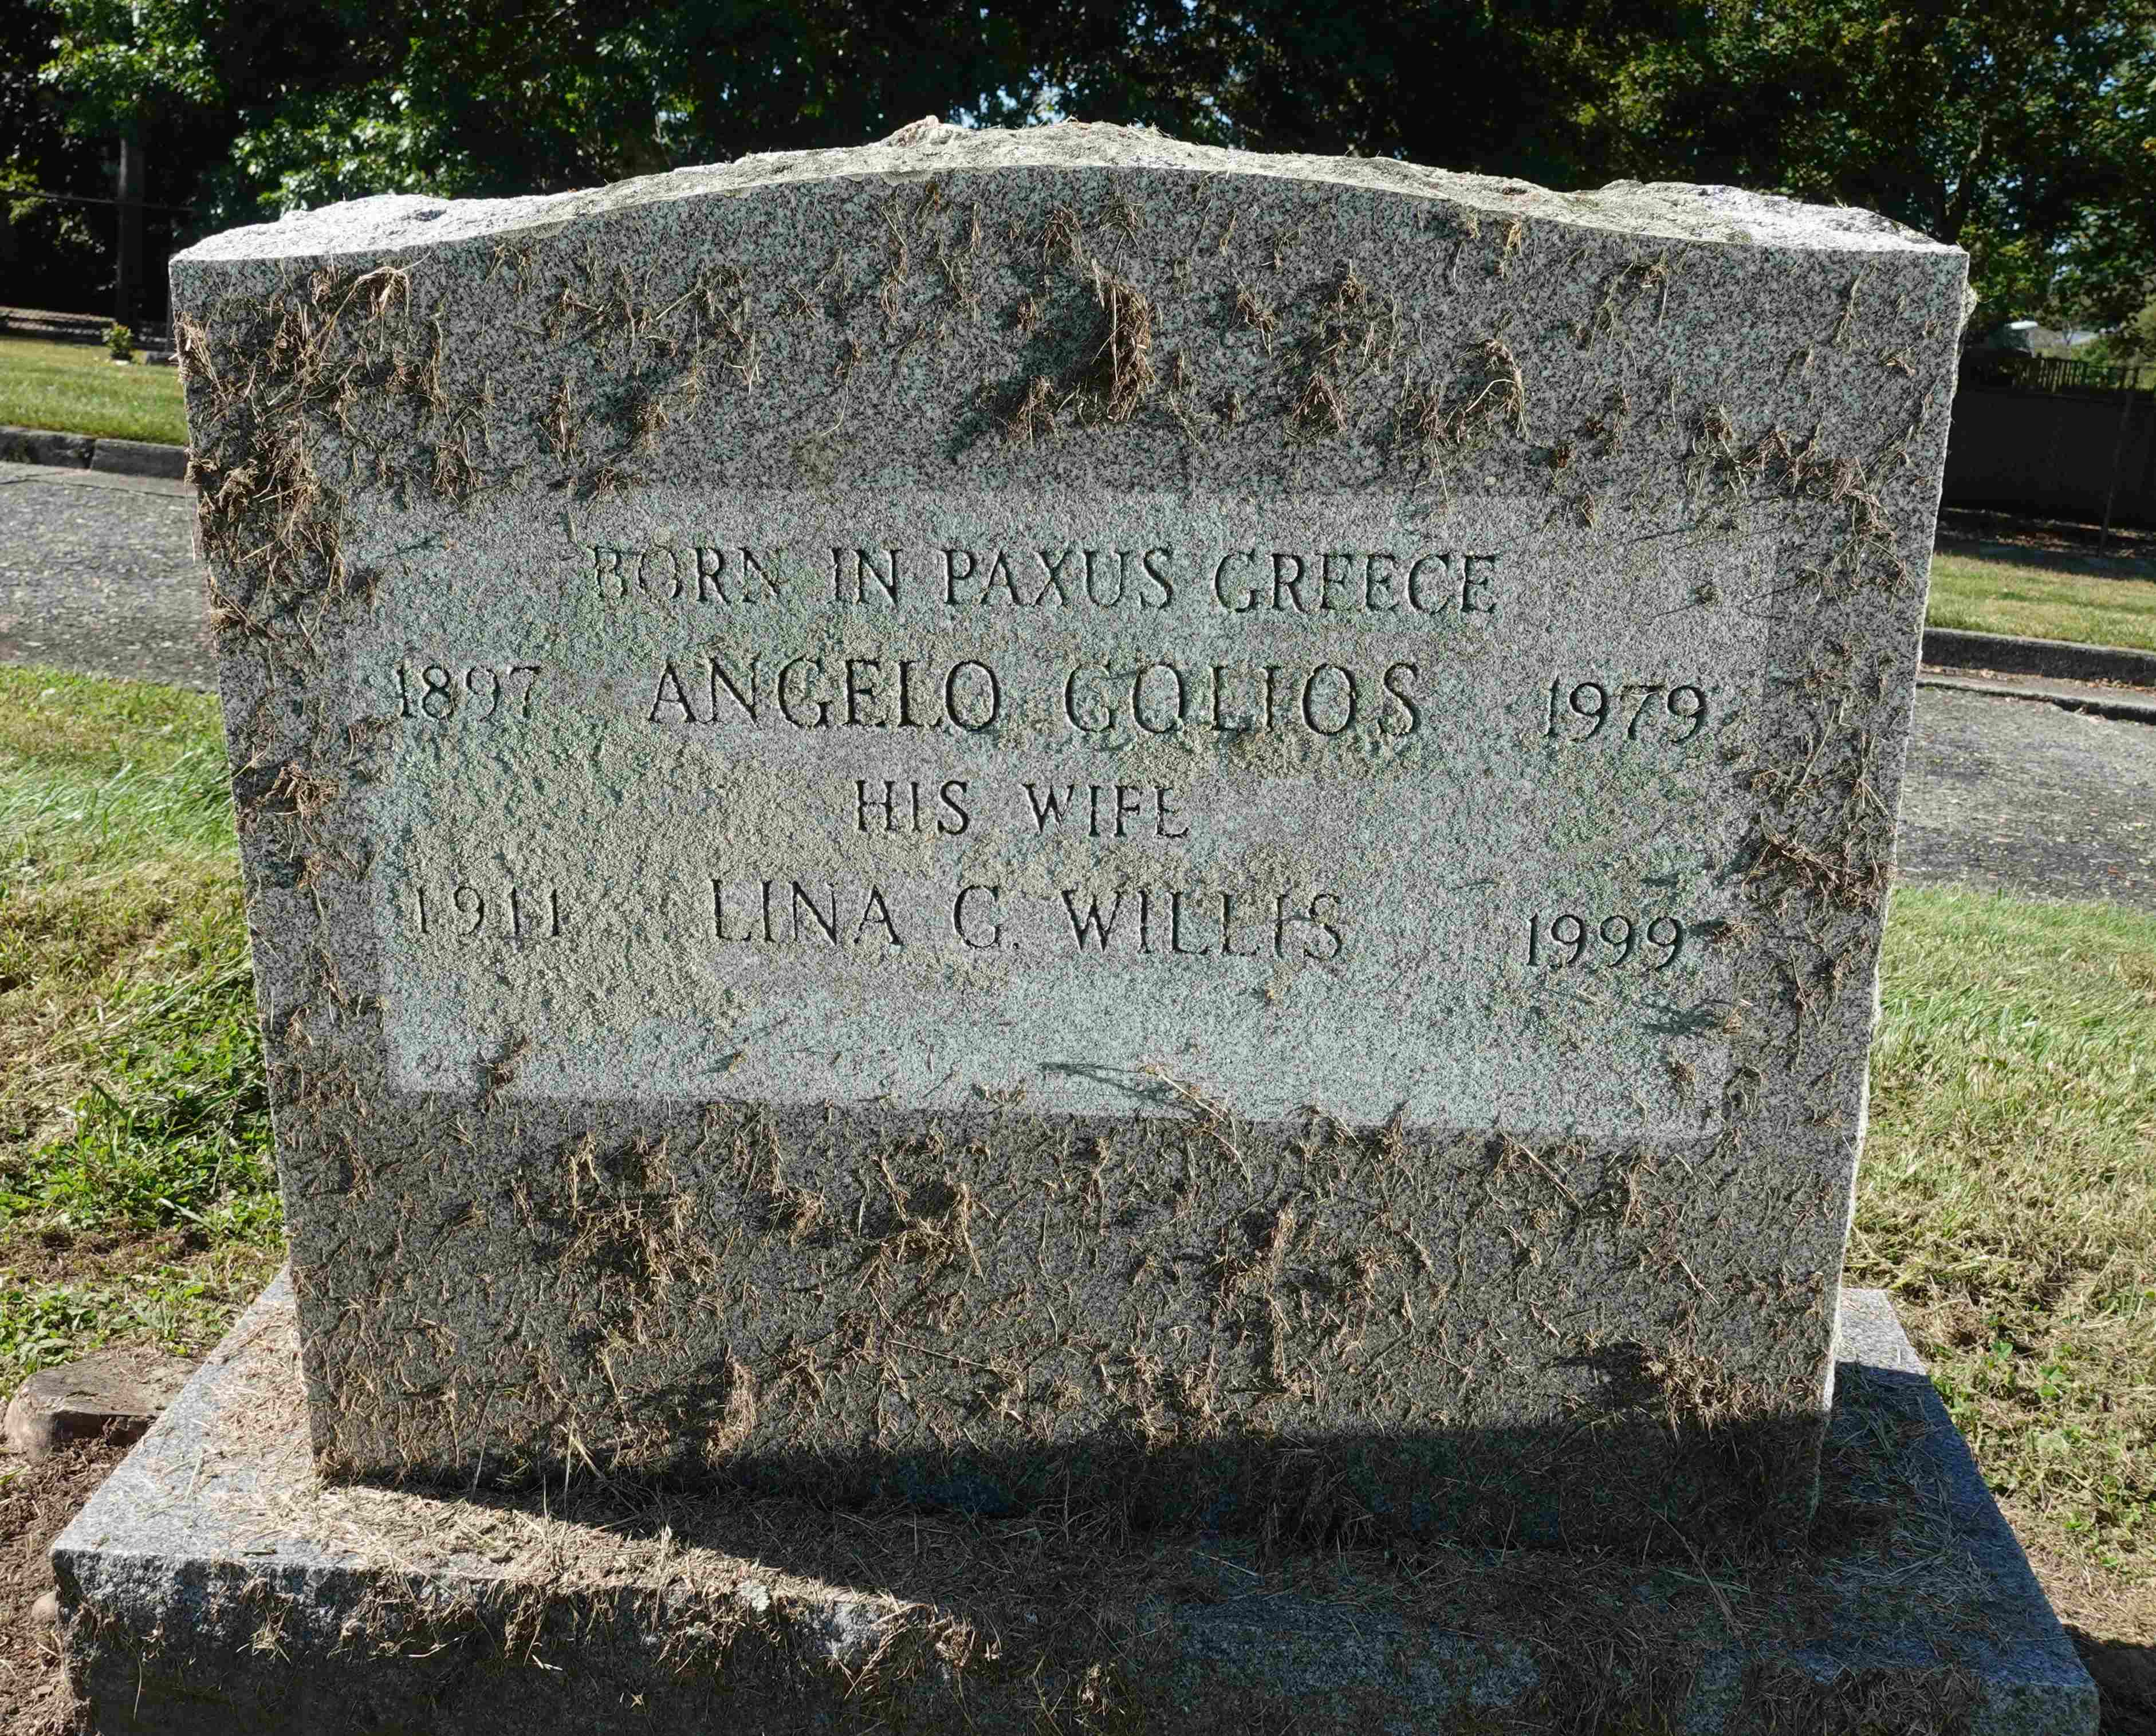 BORN IN PAXUS GREECE
1897 ANGELO GOLIOS 1979
HIS WIFE
1911 LINA G. WILLIS 1999